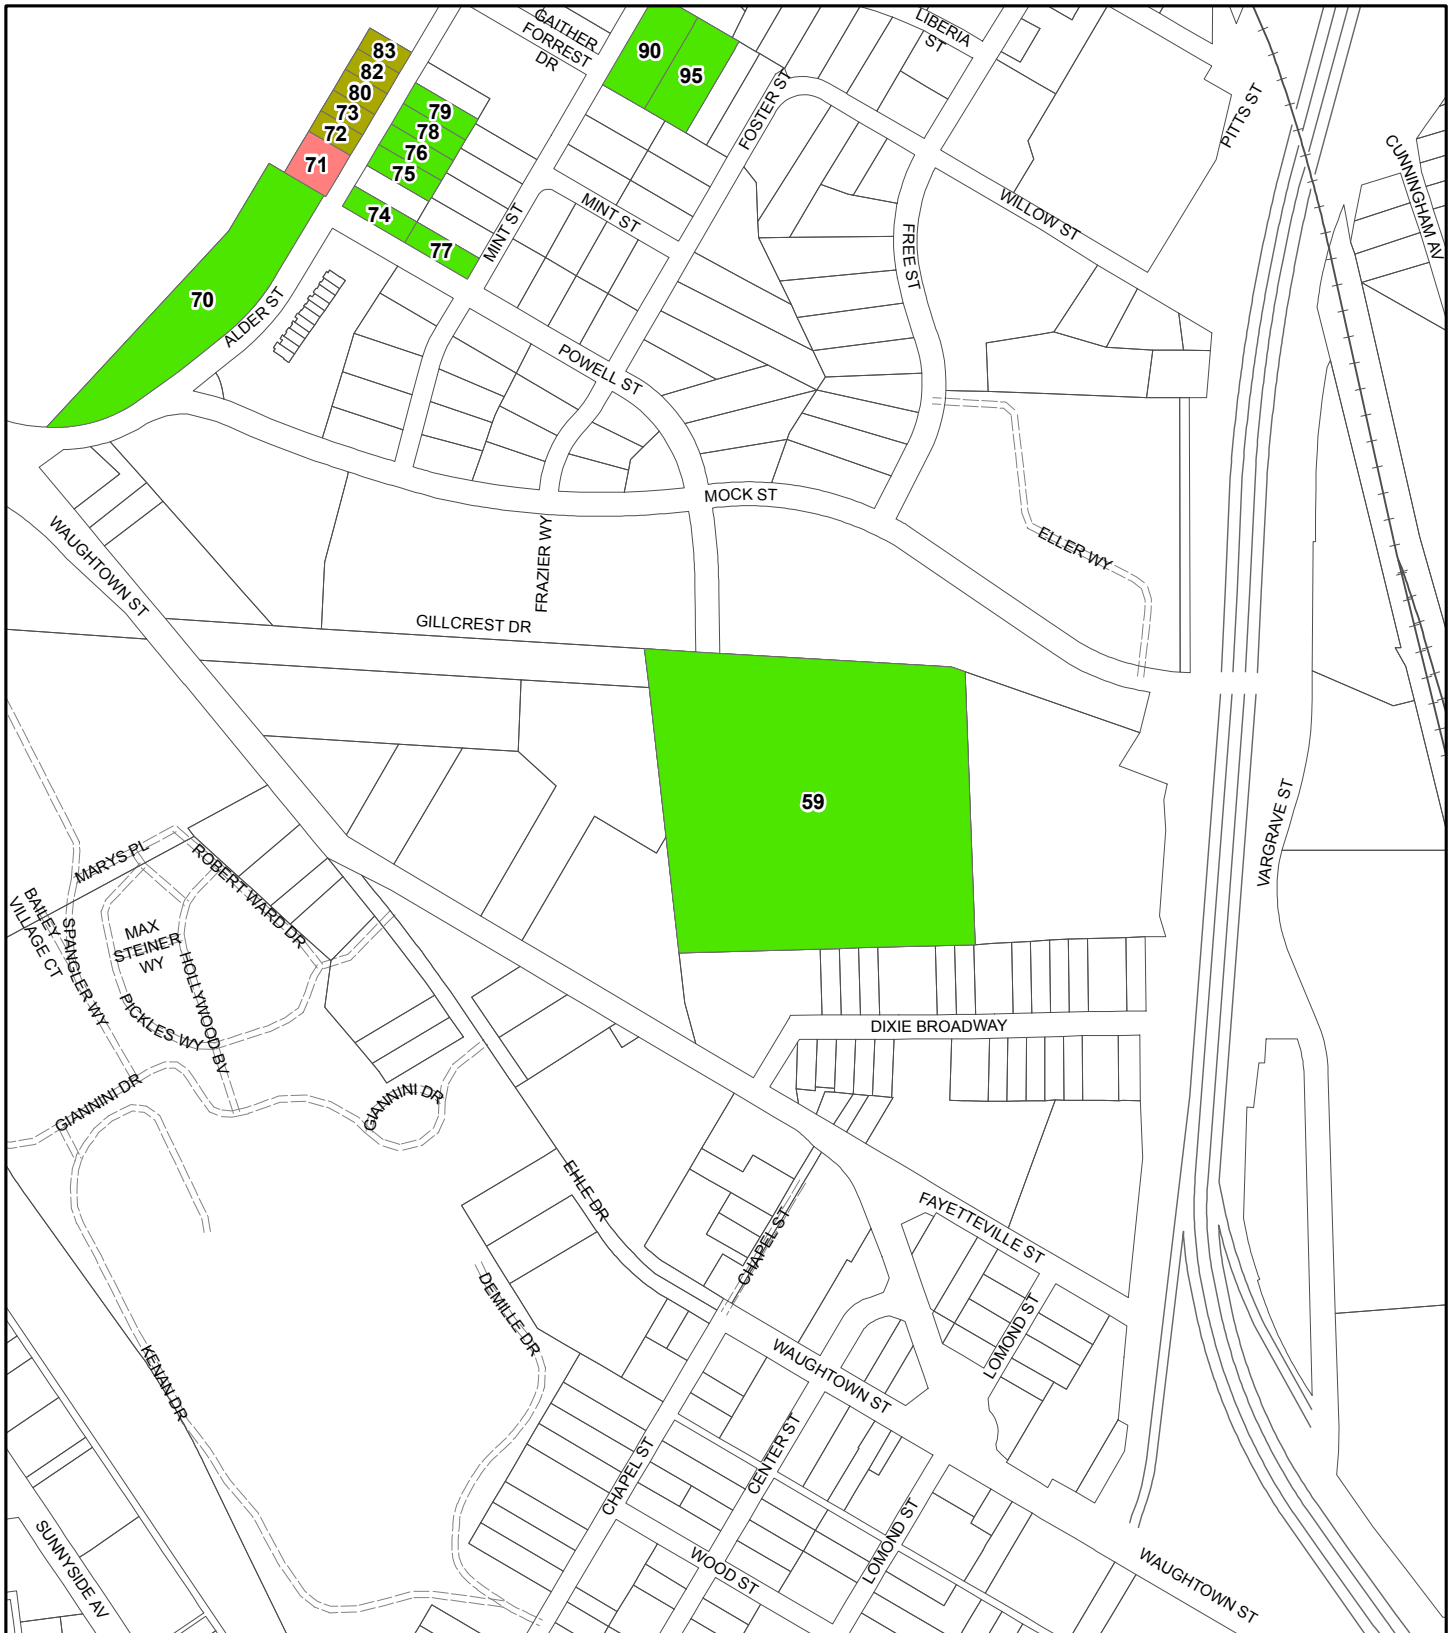 GAITHER
FORREST
DR
LIBERIA
ST
90
95
83
82
80
73
72
71
79
78
76
75
74
77
70
FOSTER ST
PITTS ST
CUNNINGHAM AV
MINT ST
MINT ST
WILLOW ST
FREE ST
ALDER ST
POWELL ST
MOCK ST
WAUGHTOWN ST
FRAZIER WY
ELLER WY
GILLCREST DR
59
VARGRAVE ST
MARYS PL
ROBERT WARD DR
BAILEY
VILLAGE CT
SPANGLER WY
MAX
STEINER
WY
HOLLYWOOD BV
PICKLES WY
GIANNINI DR
GIANNINI DR
DIXIE BROADWAY
EHLE DR
CHAPEL ST
FAYETTEVILLE ST
DEMILLE DR
LOMOND ST
KENAN DR
WAUGHTOWN ST
CHAPEL ST
CENTER ST
LOMOND ST
SUNNYSIDE AV
WOOD ST
WAUGHTOWN ST